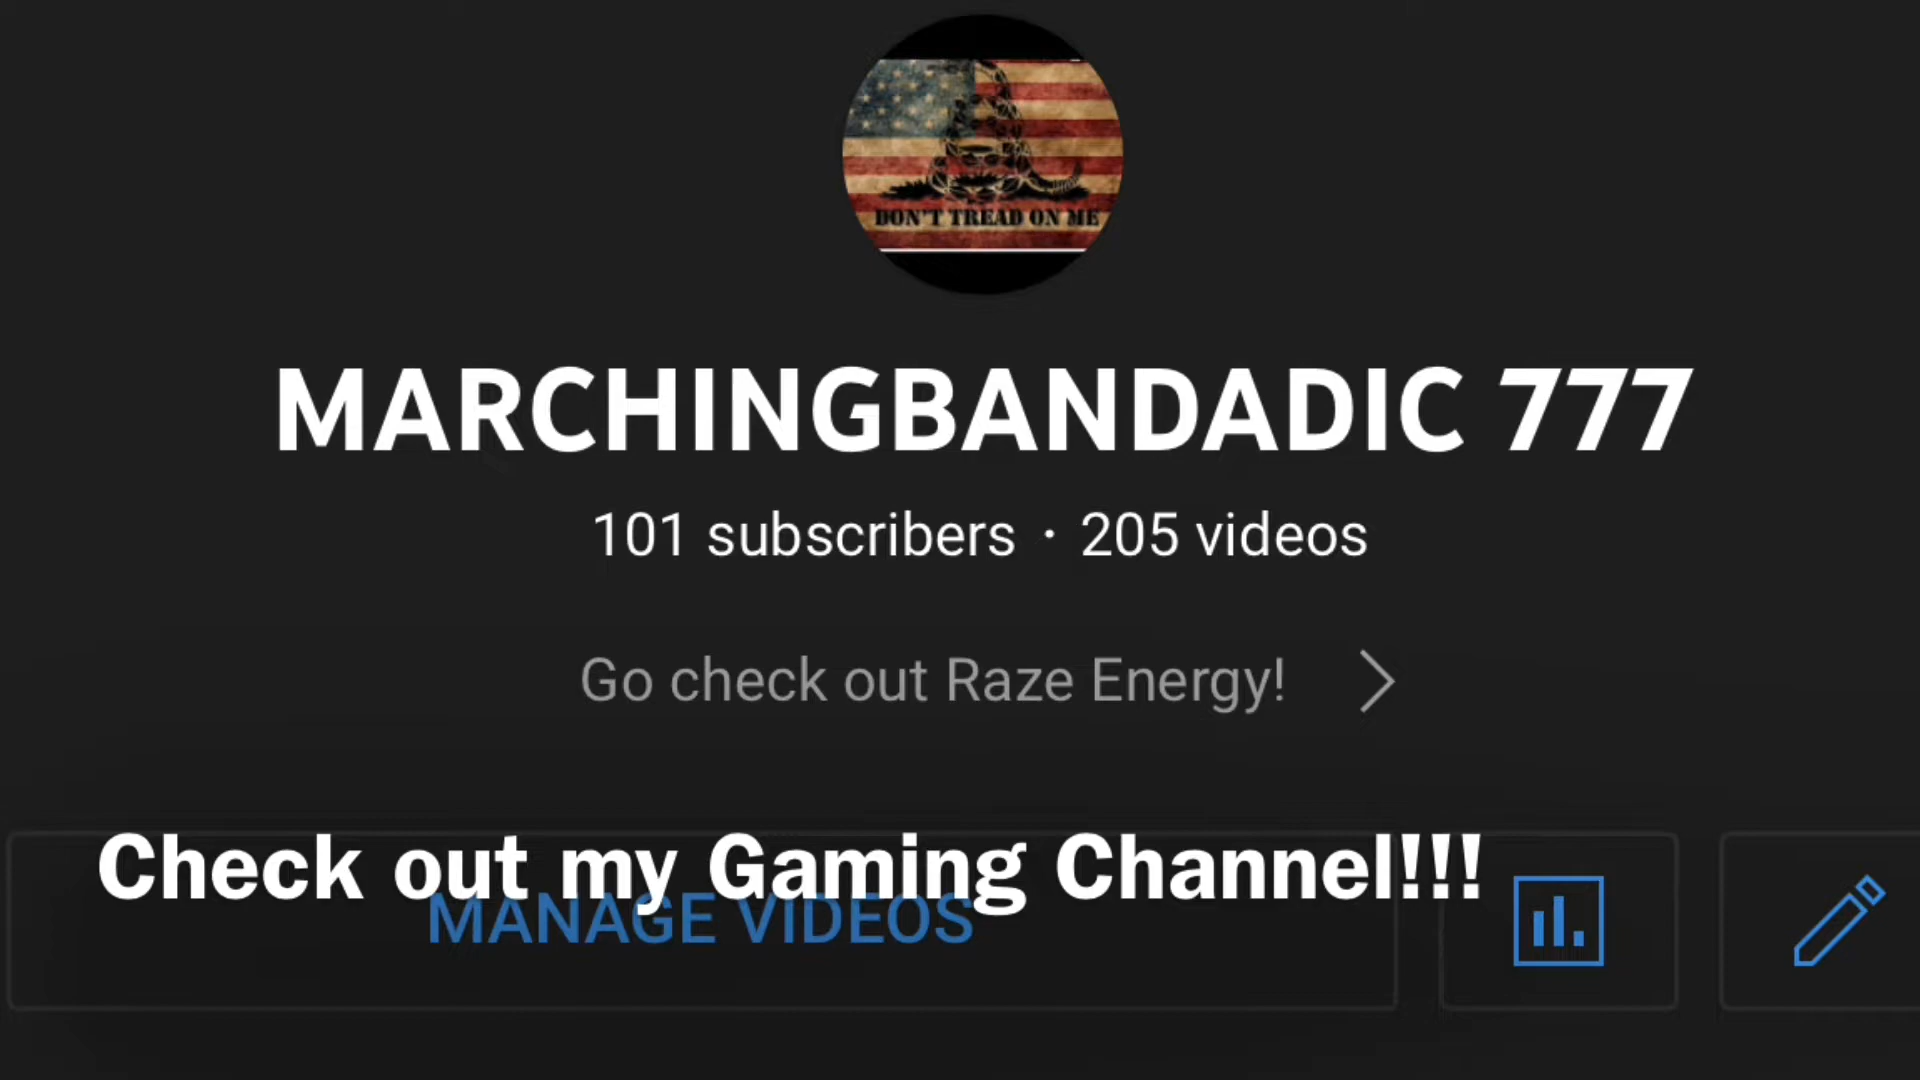 DON'T TREAD ON ME
MARCHINGBANDADIC 777
101 subscribers · 205 videos
Go check out Raze Energy!
Check out my Gaming Channel!!!
MANAGE VIDEOS